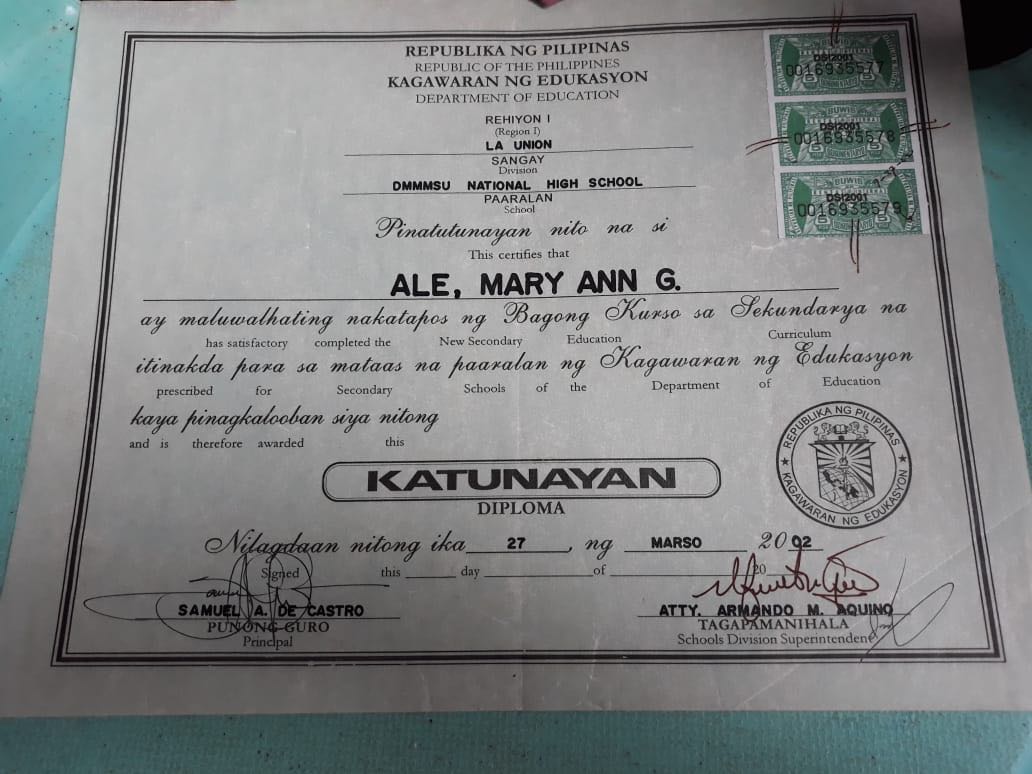 REPUBLIKA NG PILIPINAS
REPUBLIC OF THE PHILIPPINES
KAGAWARAN NG EDUKASYON
DEPARTMENT OF EDUCATION
REHIYON I
(Region I)
LA UNION
SANGAY
Division
DMMMSU NATIONAL HIGH SCHOOL
PAARALAN
School
DSI2001
0016935577
BUWIS
DSI2001
0016935578
BUWIS
DSI2001
0016935579
Pinatutunayan nito na si
This certifies that
ALE, MARY ANN G.
ay maluwalhating nakatapos ng Bagong Kurso sa Sekundarya na
has satisfactory completed the New Secondary Education Curriculum
itinakda para sa mataas na paaralan ng Kagawaran ng Edukasyon
prescribed for Secondary Schools of the Department of Education
kaya pinagkalooban siya nitong
and is therefore awarded this
REPUBLIKA NG PILIPINAS
KAGAWARAN NG EDUKASYON
KATUNAYAN
DIPLOMA
Nilagdaan nitong ika 27, ng MARSO 2002
Signed this day of 20
SAMUEL A. DE CASTRO
PUNONG GURO
Principal
ATTY. ARMANDO M. AQUINO
TAGAPAMANIHALA
Schools Division Superintendent